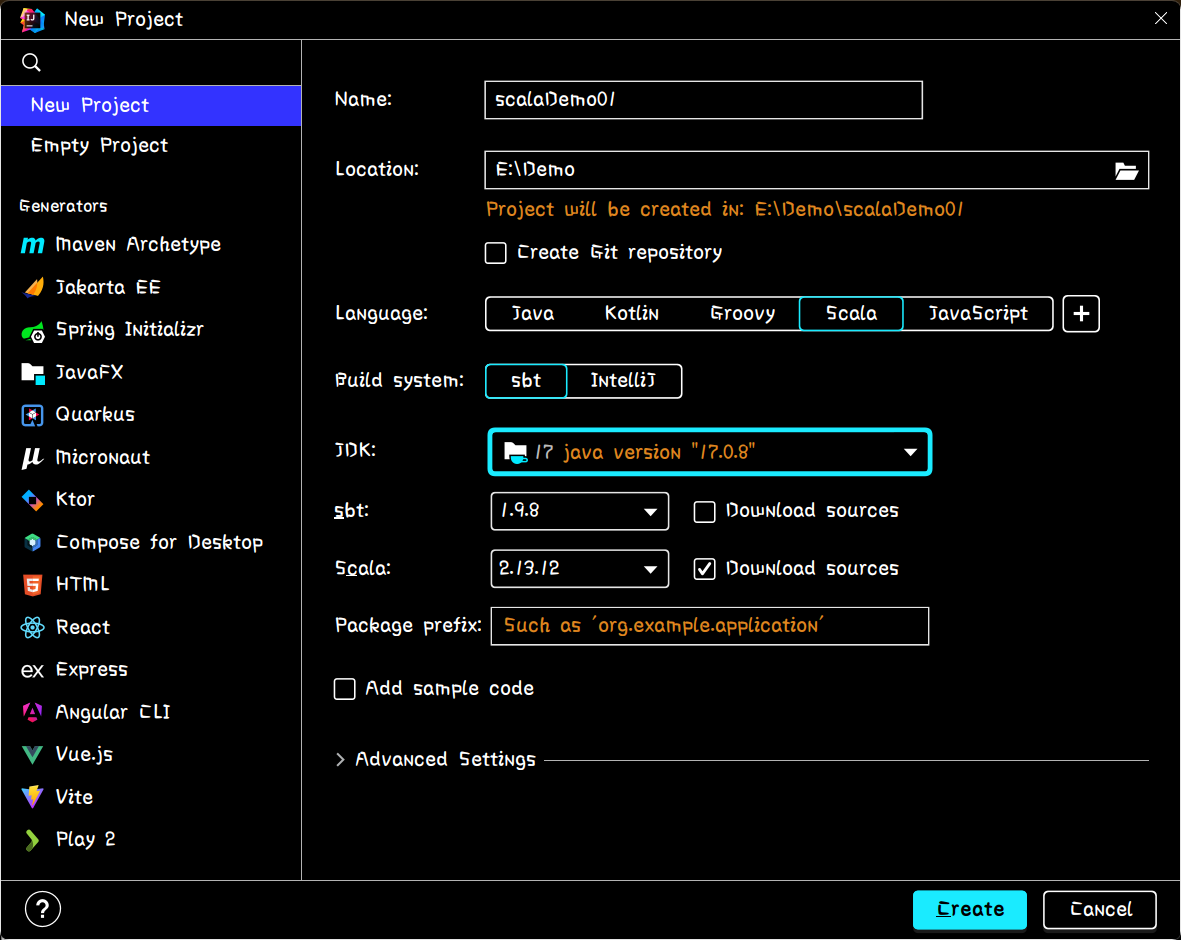 New Project
New Project
Empty Project
Generators
Maven Archetype
Jakarta EE
Spring Initializr
JavaFX
Quarkus
Micronaut
Ktor
Compose for Desktop
HTML
React
Express
Angular CLI
Vue.js
Vite
Play 2
Name: scalaDemo01
Location: E:\Demo
Project will be created in: E:\Demo\scalaDemo01
Create Git repository
Language: Java Kotlin Groovy Scala JavaScript +
Build system: sbt IntelliJ
JDK: 17 java version "17.0.8"
sbt: 1.9.8 Download sources
Scala: 2.13.12 Download sources
Package prefix: Such as 'org.example.application'
Add sample code
Advanced Settings
? Create Cancel